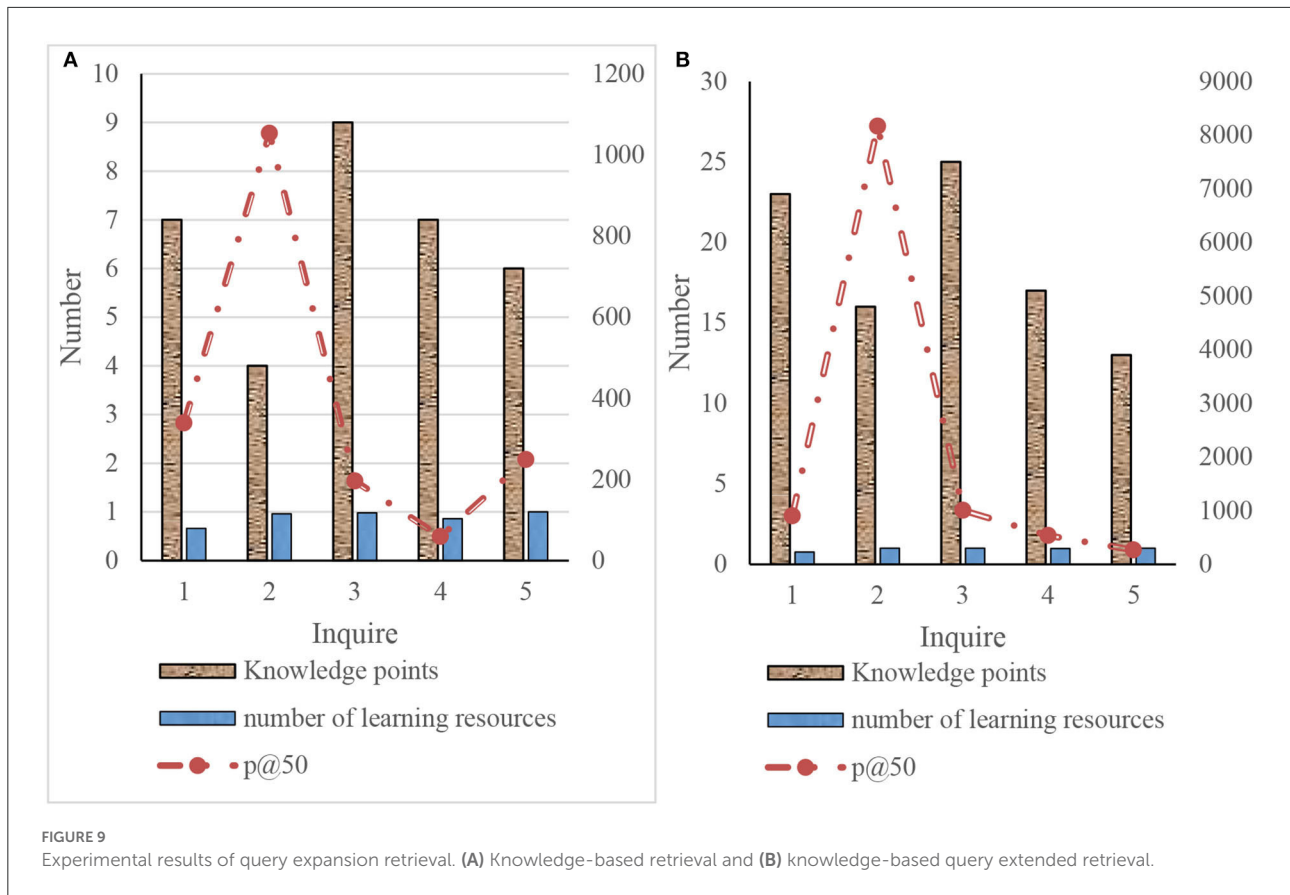 A
10
9
8
7
6
5
4
3
2
1
0
Number
1200
1000
800
600
400
200
0
1 2 3 4 5
Inquire
Knowledge points
number of learning resources
p@50
B
30
25
20
15
10
5
0
Number
9000
8000
7000
6000
5000
4000
3000
2000
1000
0
1 2 3 4 5
Inquire
Knowledge points
number of learning resources
p@50
FIGURE 9
Experimental results of query expansion retrieval. (A) Knowledge-based retrieval and (B) knowledge-based query extended retrieval.